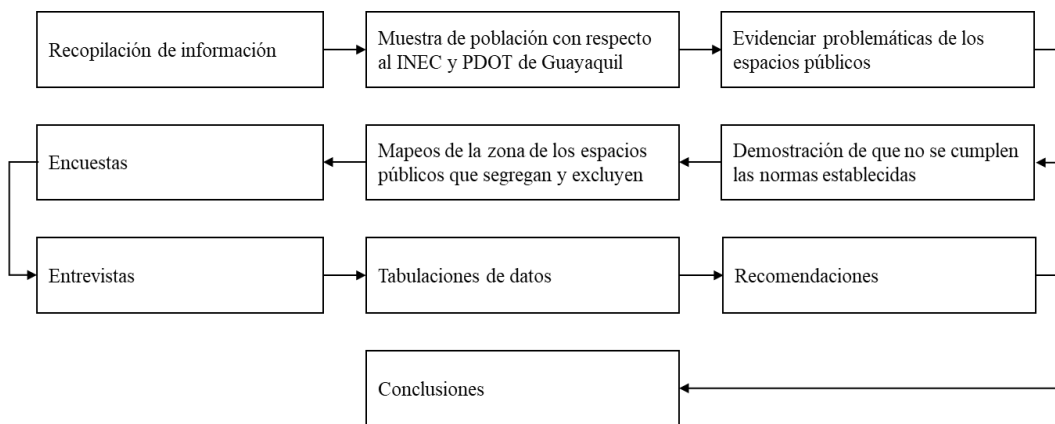 Recopilación de información
Muestra de población con respecto
al INEC y PDOT de Guayaquil
Evidenciar problemáticas de los
espacios públicos
Demostración de que no se cumplen
las normas establecidas
Mapeos de la zona de los espacios
públicos que segregan y excluyen
Encuestas
Entrevistas
Tabulaciones de datos
Recomendaciones
Conclusiones